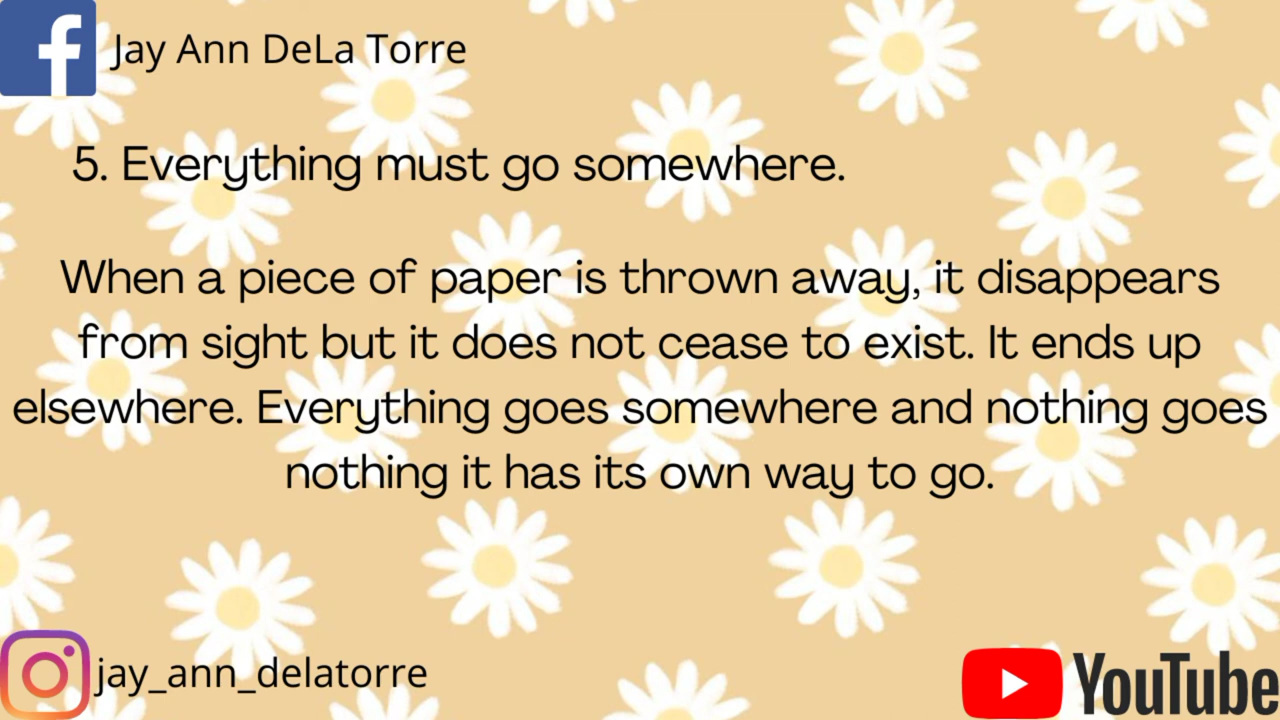 Jay Ann DeLa Torre
5. Everything must go somewhere.
When a piece of paper is thrown away, it disappears
from sight but it does not cease to exist. It ends up
elsewhere. Everything goes somewhere and nothing goes
nothing it has its own way to go.
jay_ann_delatorre
YouTube